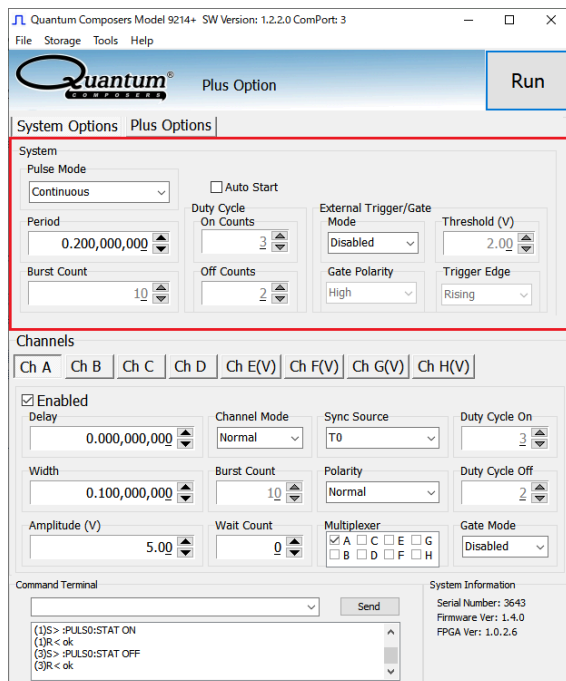 Quantum Composers Model 9214+ SW Version: 1.2.2.0 ComPort: 3
File Storage Tools Help
Quantum®
COMPOSERS
Plus Option
Run
System Options Plus Options
System
Pulse Mode
Continuous
Auto Start
Duty Cycle
External Trigger/Gate
Period
On Counts
Mode
Threshold (V)
0.200,000,000
3
Disabled
2.00
Burst Count
Off Counts
Gate Polarity
Trigger Edge
10
2
High
Rising
Channels
Ch A Ch B Ch C Ch D Ch E(V) Ch F(V) Ch G(V) Ch H(V)
Enabled
Delay
Channel Mode
Sync Source
Duty Cycle On
0.000,000,000
Normal
T0
3
Width
Burst Count
Polarity
Duty Cycle Off
0.100,000,000
10
Normal
2
Amplitude (V)
Wait Count
Multiplexer
Gate Mode
5.00
0
A C E G
B D F H
Disabled
Command Terminal
System Information
Send
Serial Number: 3643
Firmware Ver: 1.4.0
FPGA Ver: 1.0.2.6
(1)S> :PULS0:STAT ON
(1)R< ok
(3)S> :PULS0:STAT OFF
(3)R< ok